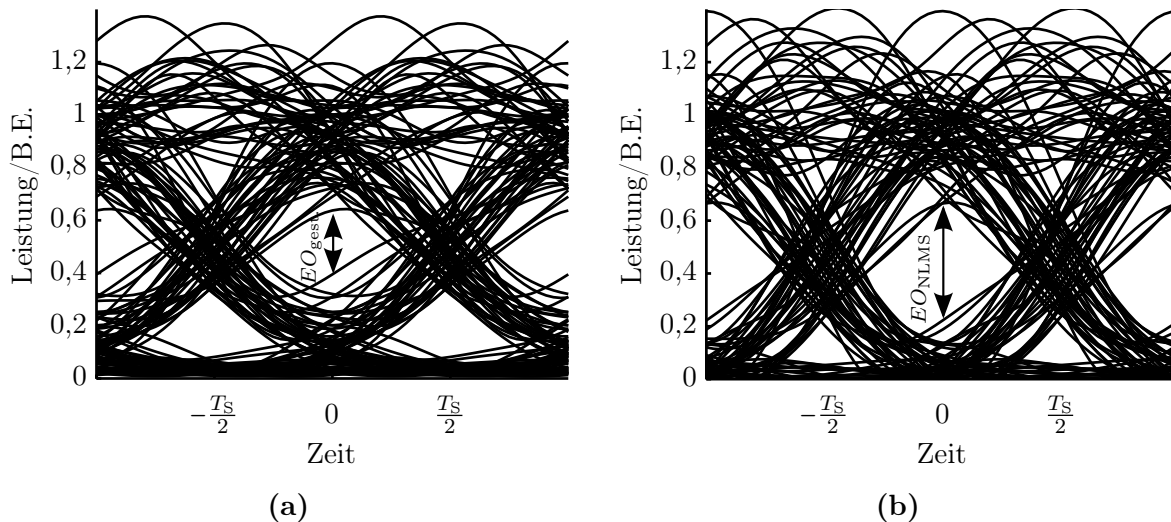 Leistung/B.E.
1,2
1
0,8
0,6
0,4
0,2
0
EO_gest.
−T_S/2
0
T_S/2
Zeit
(a)
Leistung/B.E.
1,2
1
0,8
0,6
0,4
0,2
0
EO_NLMS
−T_S/2
0
T_S/2
Zeit
(b)